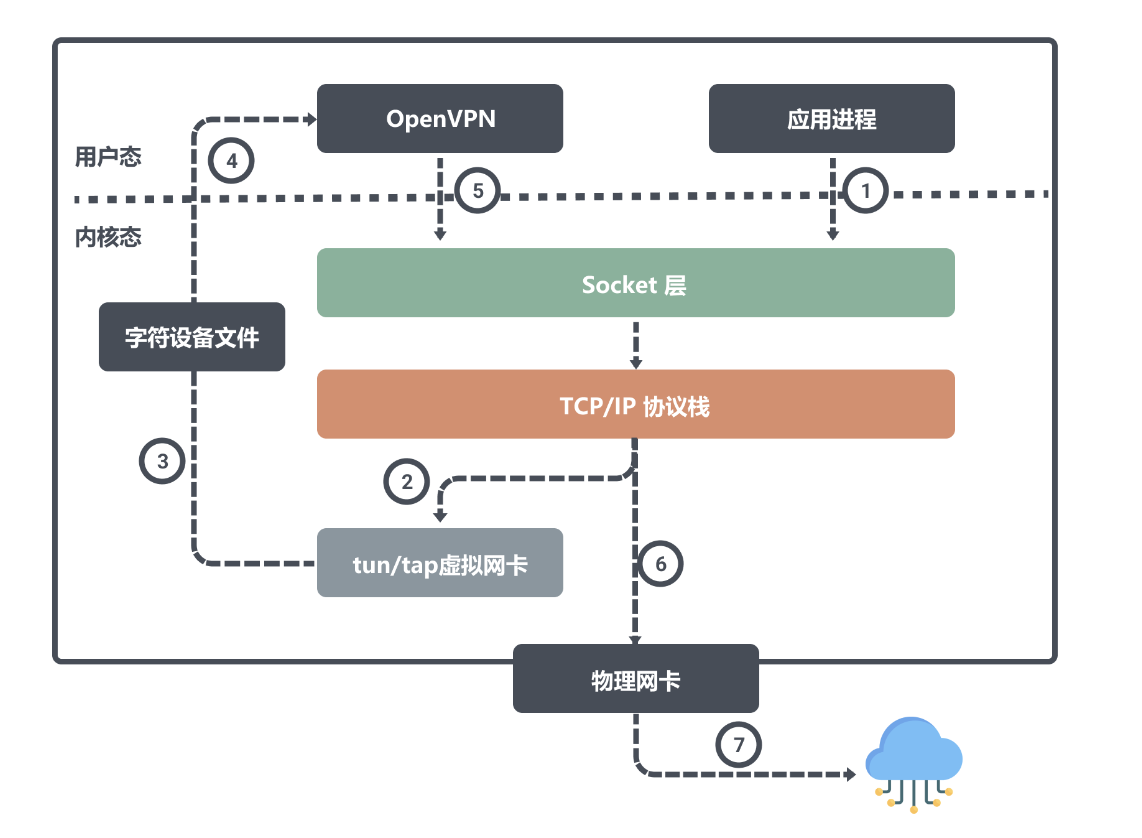 OpenVPN
应用进程
用户态
4
5
1
内核态
Socket 层
字符设备文件
TCP/IP 协议栈
3
2
tun/tap虚拟网卡
6
物理网卡
7